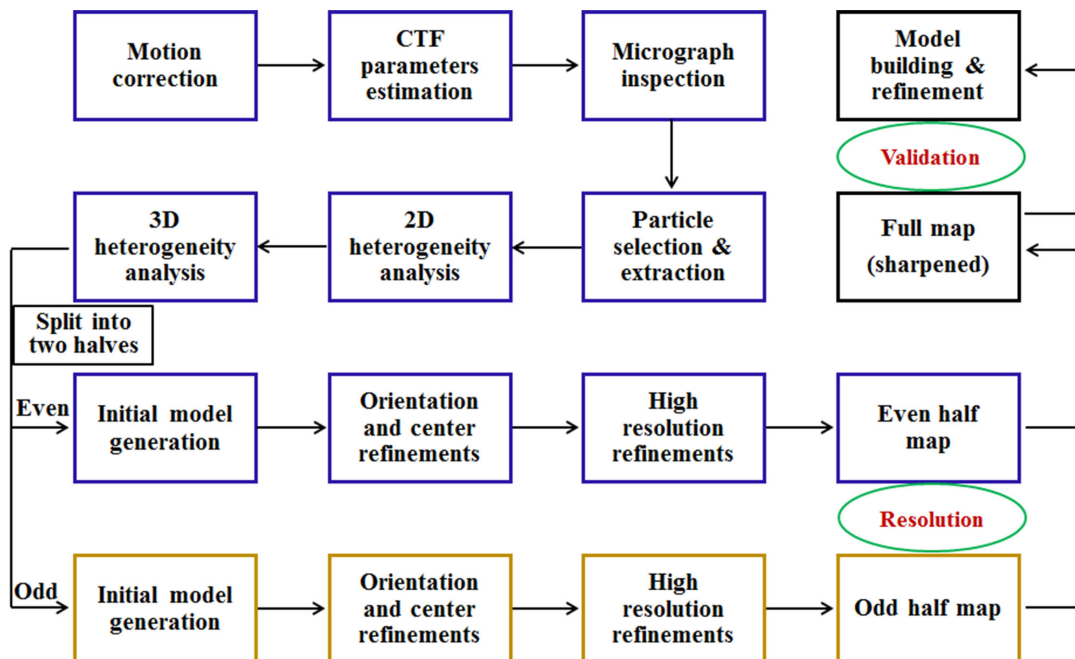 Motion
correction
CTF
parameters
estimation
Micrograph
inspection
Model
building &
refinement
Validation
3D
heterogeneity
analysis
2D
heterogeneity
analysis
Particle
selection &
extraction
Full map
(sharpened)
Split into
two halves
Even
Initial model
generation
Orientation
and center
refinements
High
resolution
refinements
Even half
map
Resolution
Odd
Initial model
generation
Orientation
and center
refinements
High
resolution
refinements
Odd half map